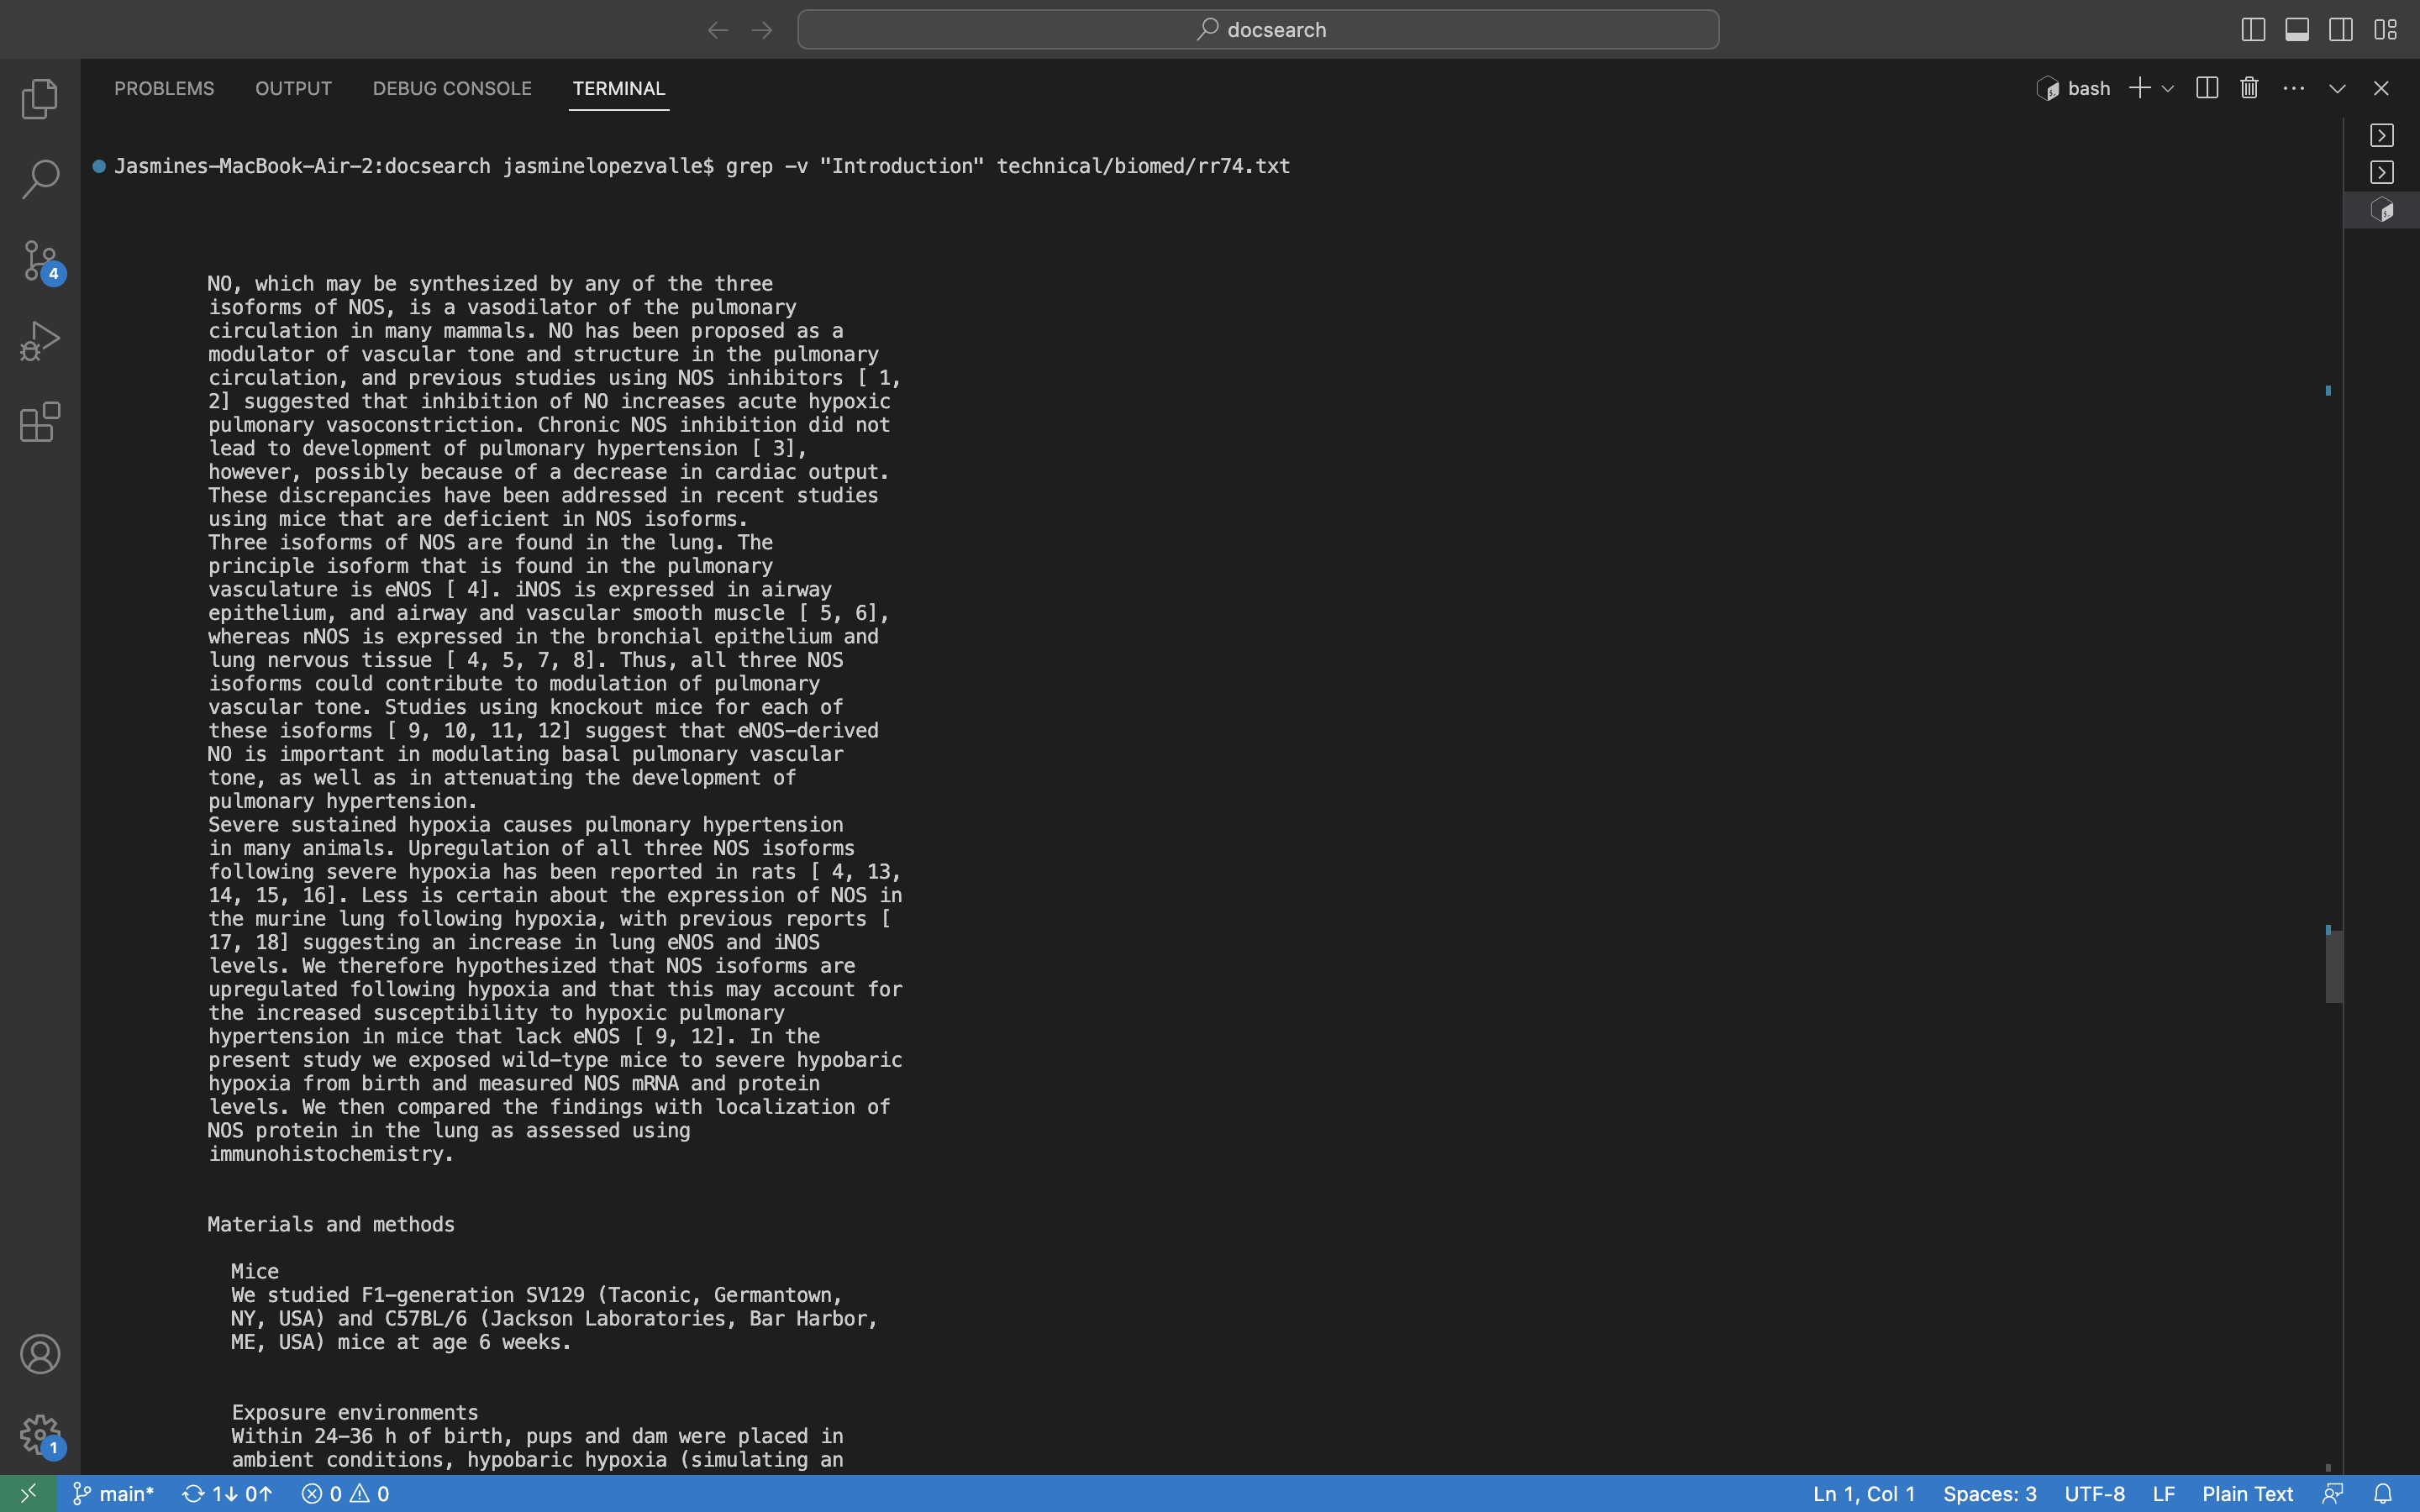 docsearch
PROBLEMS OUTPUT DEBUG CONSOLE TERMINAL bash
Jasmines-MacBook-Air-2:docsearch jasminelopezvalle$ grep -v "Introduction" technical/biomed/rr74.txt
4
NO, which may be synthesized by any of the three
isoforms of NOS, is a vasodilator of the pulmonary
circulation in many mammals. NO has been proposed as a
modulator of vascular tone and structure in the pulmonary
circulation, and previous studies using NOS inhibitors [ 1,
2] suggested that inhibition of NO increases acute hypoxic
pulmonary vasoconstriction. Chronic NOS inhibition did not
lead to development of pulmonary hypertension [ 3],
however, possibly because of a decrease in cardiac output.
These discrepancies have been addressed in recent studies
using mice that are deficient in NOS isoforms.
Three isoforms of NOS are found in the lung. The
principle isoform that is found in the pulmonary
vasculature is eNOS [ 4]. iNOS is expressed in airway
epithelium, and airway and vascular smooth muscle [ 5, 6],
whereas nNOS is expressed in the bronchial epithelium and
lung nervous tissue [ 4, 5, 7, 8]. Thus, all three NOS
isoforms could contribute to modulation of pulmonary
vascular tone. Studies using knockout mice for each of
these isoforms [ 9, 10, 11, 12] suggest that eNOS-derived
NO is important in modulating basal pulmonary vascular
tone, as well as in attenuating the development of
pulmonary hypertension.
Severe sustained hypoxia causes pulmonary hypertension
in many animals. Upregulation of all three NOS isoforms
following severe hypoxia has been reported in rats [ 4, 13,
14, 15, 16]. Less is certain about the expression of NOS in
the murine lung following hypoxia, with previous reports [
17, 18] suggesting an increase in lung eNOS and iNOS
levels. We therefore hypothesized that NOS isoforms are
upregulated following hypoxia and that this may account for
the increased susceptibility to hypoxic pulmonary
hypertension in mice that lack eNOS [ 9, 12]. In the
present study we exposed wild-type mice to severe hypobaric
hypoxia from birth and measured NOS mRNA and protein
levels. We then compared the findings with localization of
NOS protein in the lung as assessed using
immunohistochemistry.
Materials and methods
Mice
We studied F1-generation SV129 (Taconic, Germantown,
NY, USA) and C57BL/6 (Jackson Laboratories, Bar Harbor,
ME, USA) mice at age 6 weeks.
Exposure environments
Within 24-36 h of birth, pups and dam were placed in
ambient conditions, hypobaric hypoxia (simulating an
1
main* 1↓ 0↑ 0 0 Ln 1, Col 1 Spaces: 3 UTF-8 LF Plain Text